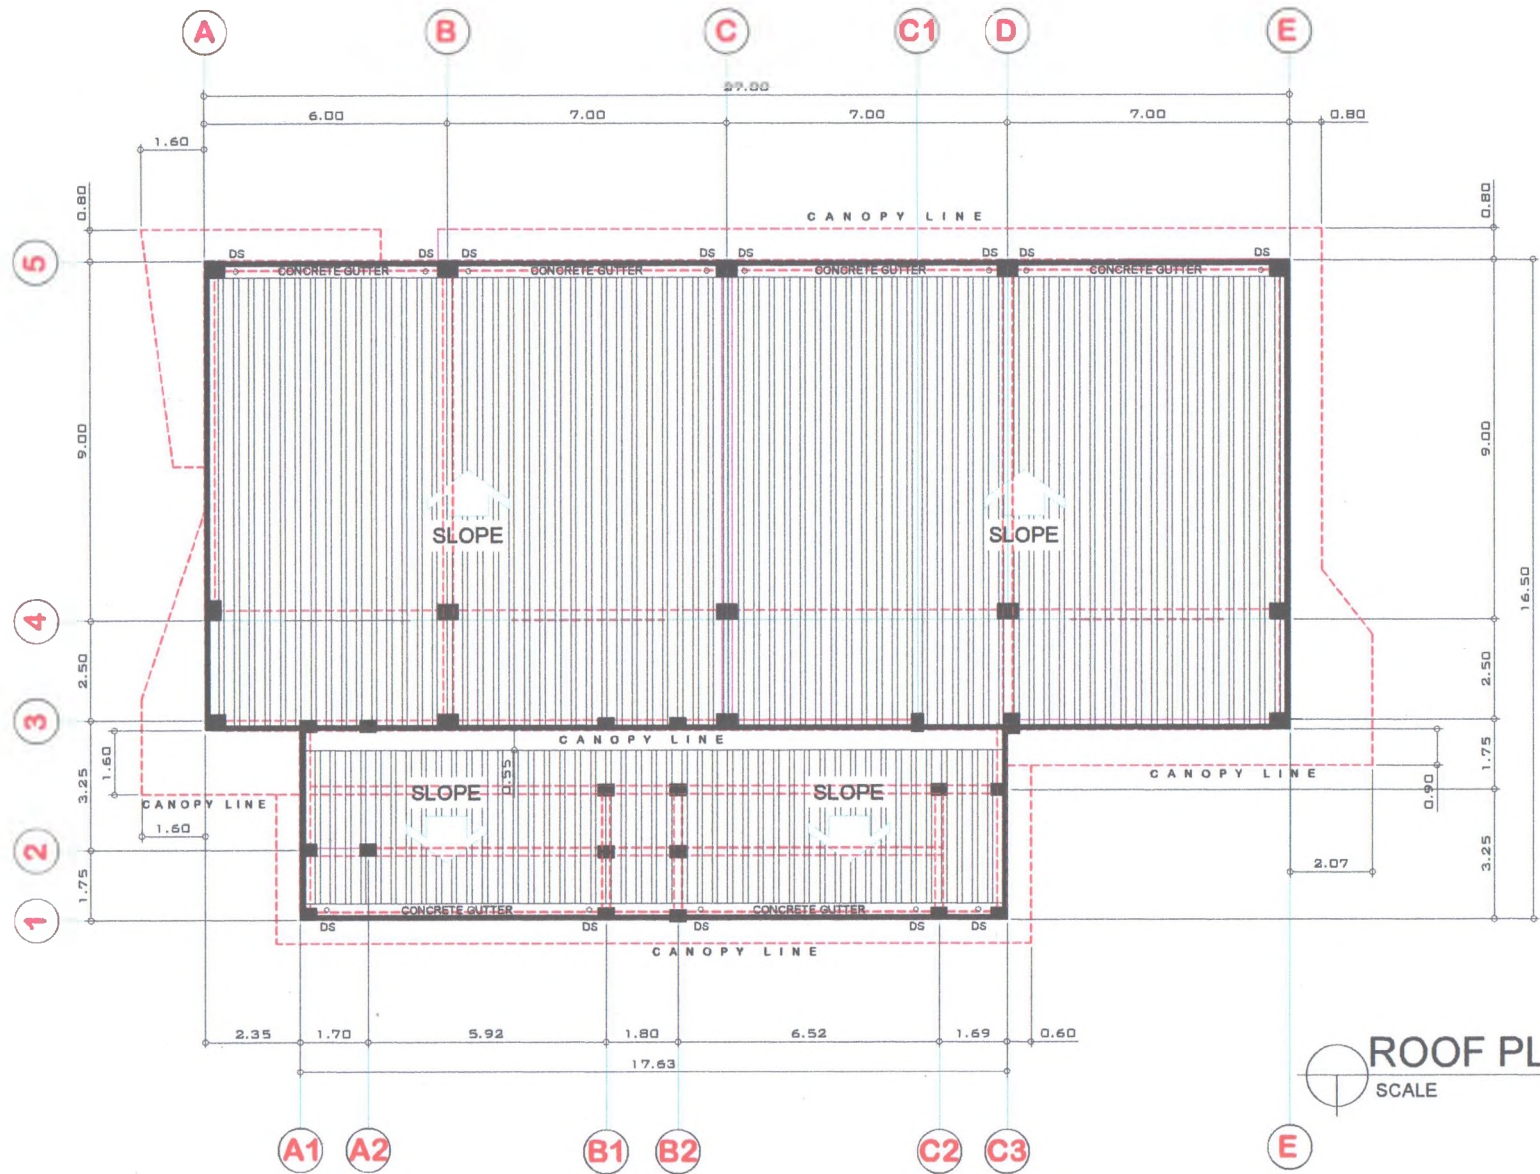 A B C C1 D E
27.00
6.00 7.00 7.00 7.00 0.80
1.60
0.80 0.80
CANOPY LINE
5
DS DS DS DS DS DS DS DS
CONCRETE GUTTER CONCRETE GUTTER CONCRETE GUTTER CONCRETE GUTTER
9.00 9.00
SLOPE SLOPE
16.50
4
2.50 2.50
3
CANOPY LINE
1.60 3.25 0.55 1.75 0.90
CANOPY LINE
SLOPE SLOPE
CANOPY LINE
1.60
2
2.07
3.25
1.75
CONCRETE GUTTER CONCRETE GUTTER
1
DS DS DS DS DS
CANOPY LINE
2.35 1.70 5.92 1.80 6.52 1.69 0.60
17.63
ROOF PL
SCALE
A1 A2 B1 B2 C2 C3 E